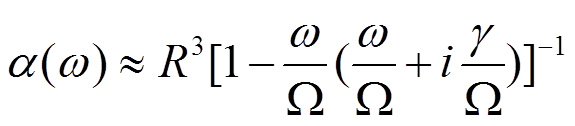 α(ω) ≈ R³[1 − ω/Ω (ω/Ω + i γ/Ω)]⁻¹